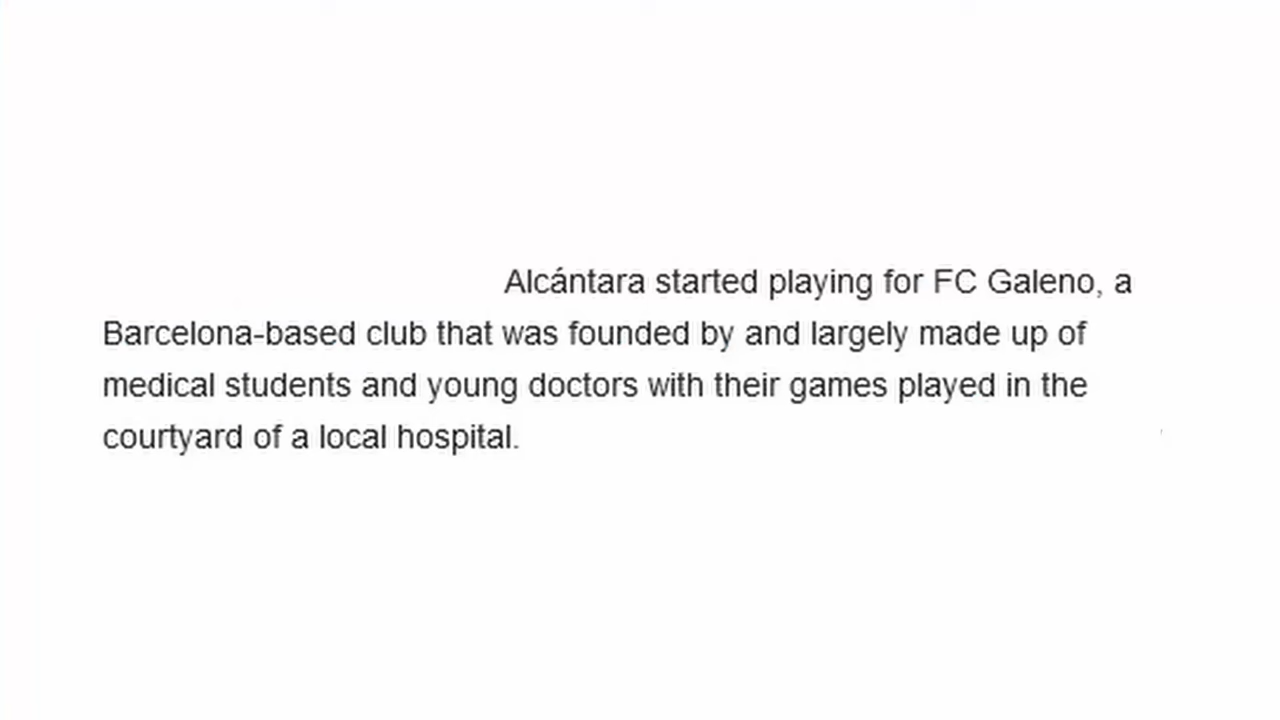 Alcántara started playing for FC Galeno, a
Barcelona-based club that was founded by and largely made up of
medical students and young doctors with their games played in the
courtyard of a local hospital.